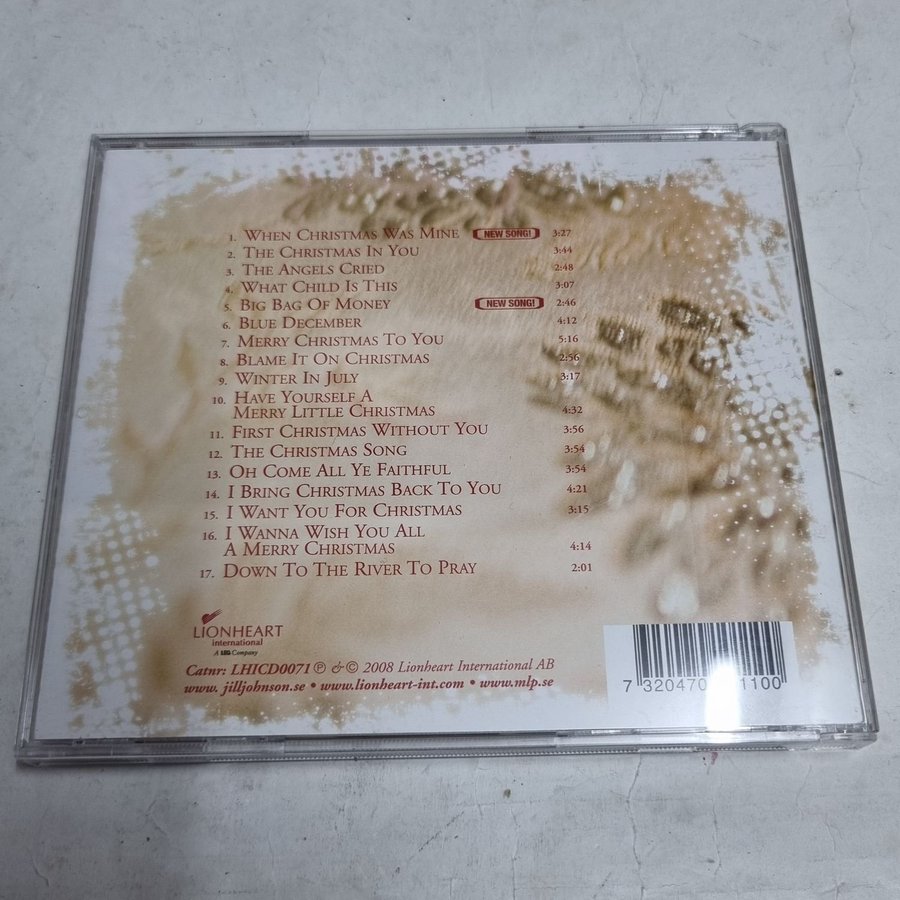 1. When Christmas Was Mine NEW SONG! 3:27
2. The Christmas In You 3:44
3. The Angels Cried 2:48
4. What Child Is This 3:07
5. Big Bag Of Money NEW SONG! 2:46
6. Blue December 4:12
7. Merry Christmas To You 5:16
8. Blame It On Christmas 2:56
9. Winter In July 3:17
10. Have Yourself A
Merry Little Christmas 4:32
11. First Christmas Without You 3:56
12. The Christmas Song 3:54
13. Oh Come All Ye Faithful 3:54
14. I Bring Christmas Back To You 4:21
15. I Want You For Christmas 3:15
16. I Wanna Wish You All
A Merry Christmas 4:14
17. Down To The River To Pray 2:01
LIONHEART
international
A Company
Catnr: LHICD0071 ℗ & © 2008 Lionheart International AB
www. jilljohnson.se • www.lionheart-int.com • www.mlp.se
7 320470 1100